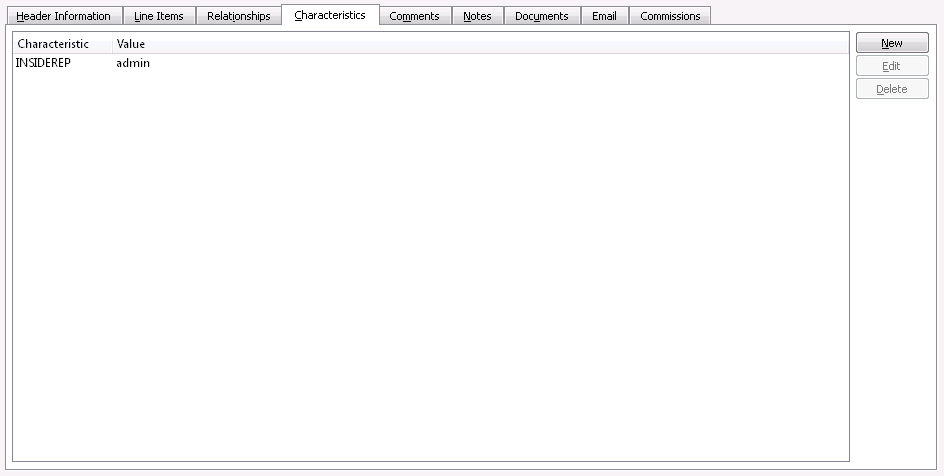 Header Information Line Items Relationships Characteristics Comments Notes Documents Email Commissions
Characteristic Value
New
INSIDEREP admin
Edit
Delete